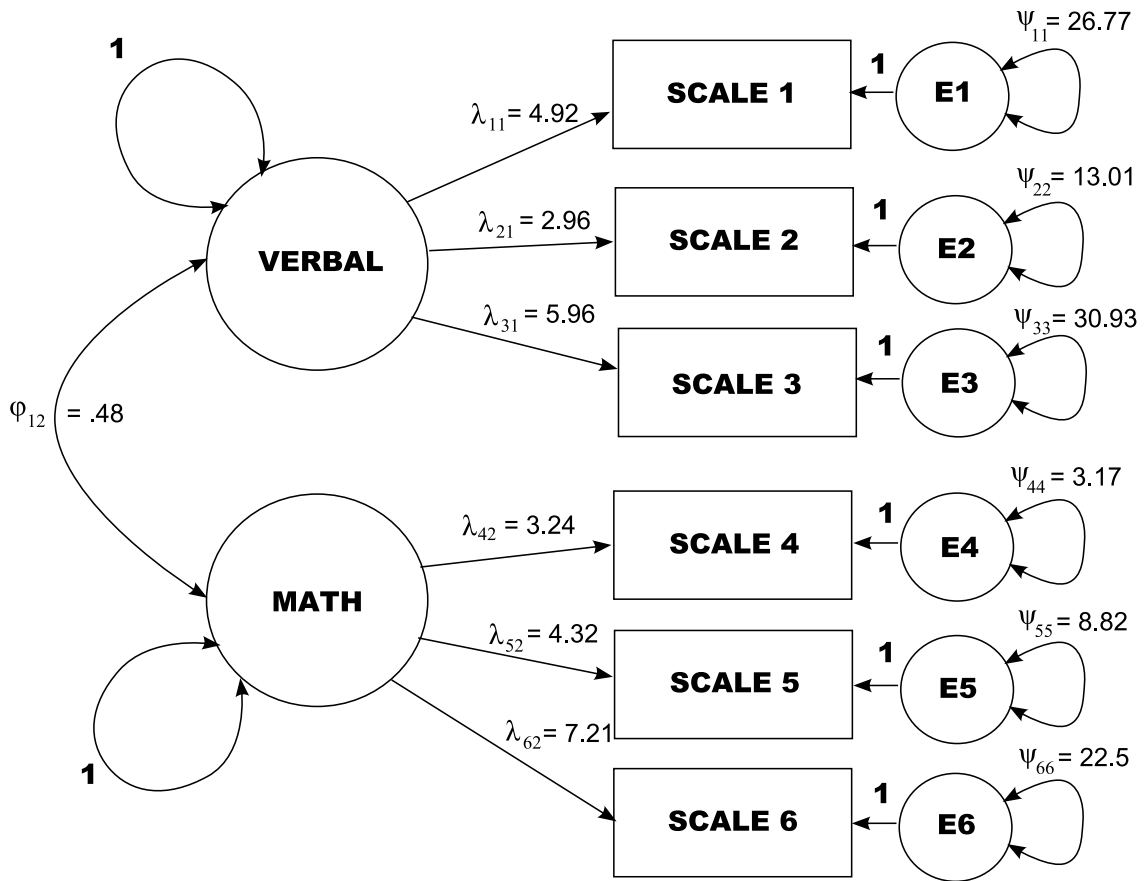 ψ11 = 26.77
1
1
SCALE 1
E1
λ11 = 4.92
ψ22 = 13.01
1
λ21 = 2.96
SCALE 2
E2
VERBAL
λ31 = 5.96
ψ33 = 30.93
1
SCALE 3
E3
φ12 = .48
ψ44 = 3.17
1
λ42 = 3.24
SCALE 4
E4
MATH
ψ55 = 8.82
λ52 = 4.32
1
SCALE 5
E5
λ62 = 7.21
ψ66 = 22.5
1
1
SCALE 6
E6